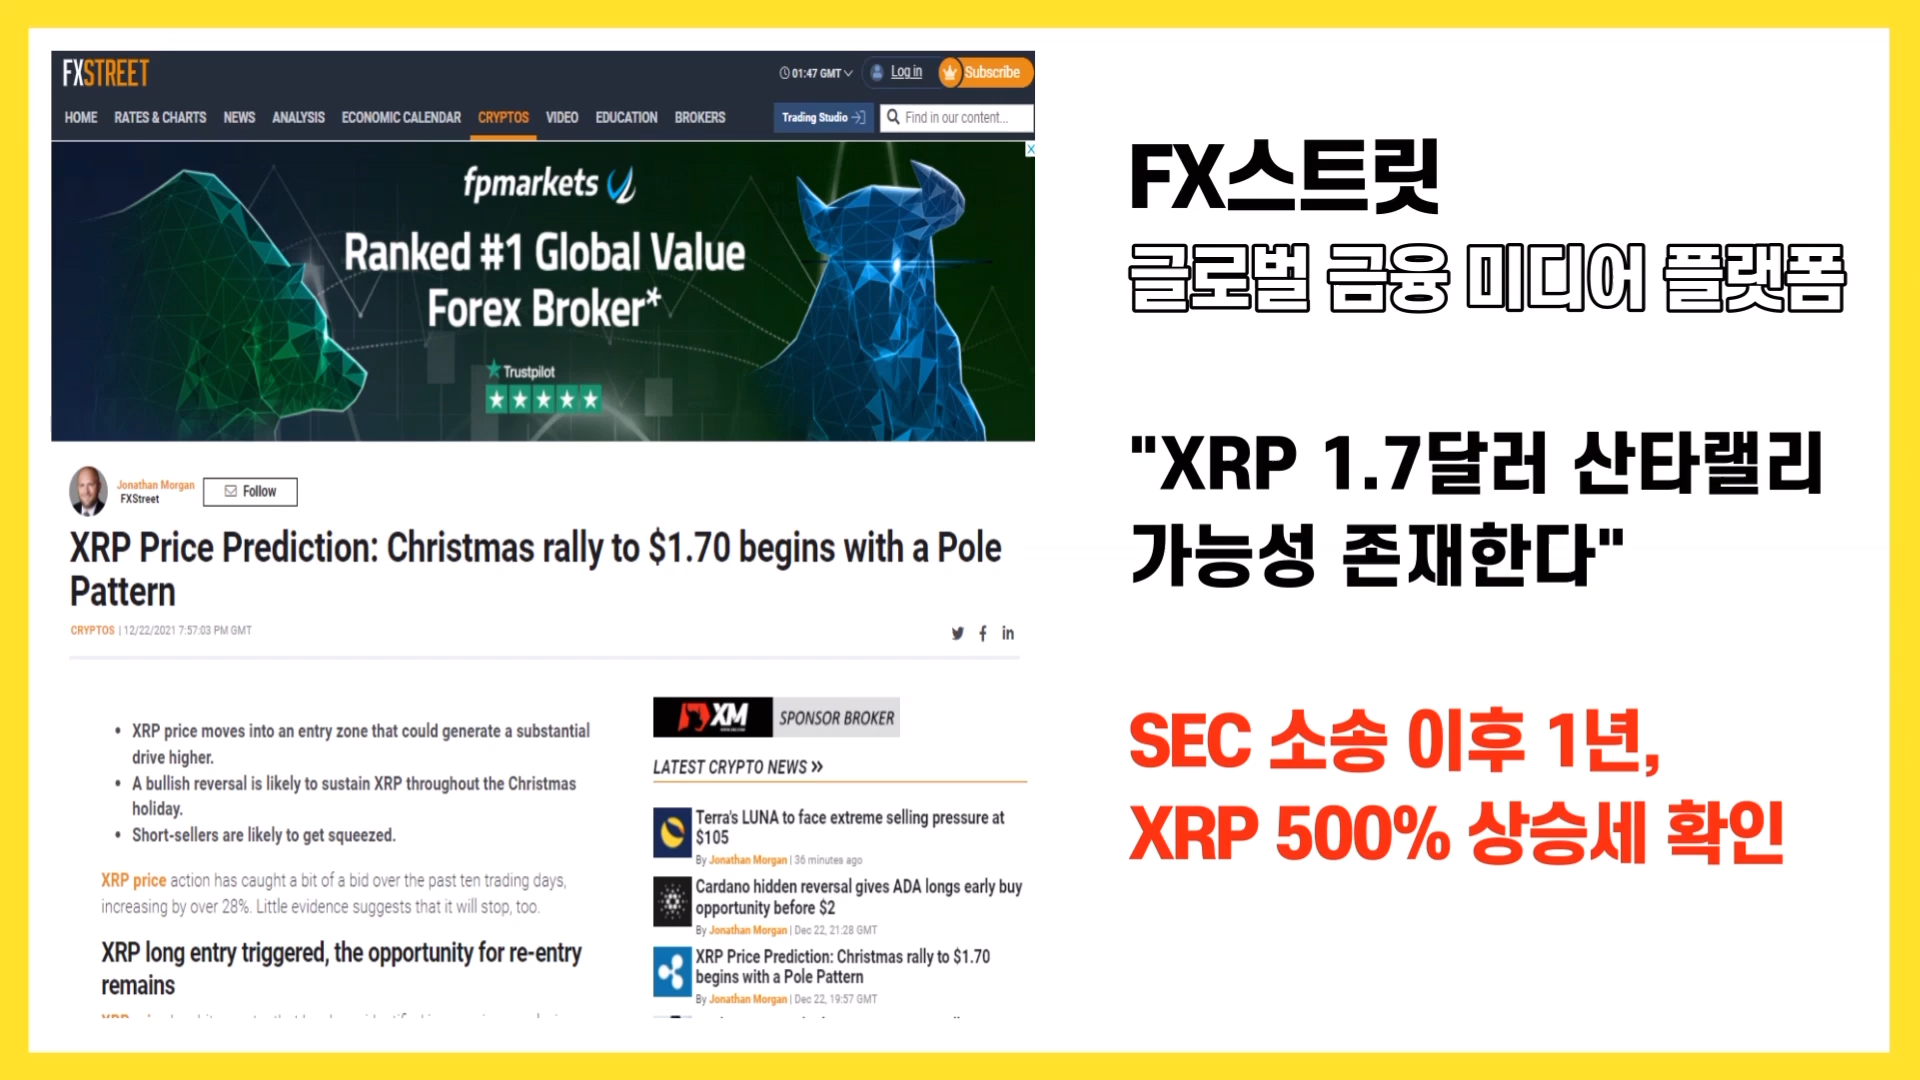 FXSTREET
01:47 GMT
Log in
Subscribe
HOME RATES & CHARTS NEWS ANALYSIS ECONOMIC CALENDAR CRYPTOS VIDEO EDUCATION BROKERS
Trading Studio
Find in our content...
X
fpmarkets
Ranked #1 Global Value
Forex Broker*
Trustpilot
Jonathan Morgan
FXStreet
Follow
XRP Price Prediction: Christmas rally to $1.70 begins with a Pole
Pattern
CRYPTOS | 12/22/2021 7:57:03 PM GMT
• XRP price moves into an entry zone that could generate a substantial
drive higher.
• A bullish reversal is likely to sustain XRP throughout the Christmas
holiday.
• Short-sellers are likely to get squeezed.
XRP price action has caught a bit of a bid over the past ten trading days,
increasing by over 28%. Little evidence suggests that it will stop, too.
XRP long entry triggered, the opportunity for re-entry
remains
XM
SPONSOR BROKER
LATEST CRYPTO NEWS »
Terra's LUNA to face extreme selling pressure at
$105
By Jonathan Morgan | 36 minutes ago
Cardano hidden reversal gives ADA longs early buy
opportunity before $2
By Jonathan Morgan | Dec 22, 21:28 GMT
XRP Price Prediction: Christmas rally to $1.70
begins with a Pole Pattern
By Jonathan Morgan | Dec 22, 19:57 GMT
FX스트릿
글로벌 금융 미디어 플랫폼
"XRP 1.7달러 산타랠리
가능성 존재한다"
SEC 소송 이후 1년,
XRP 500% 상승세 확인